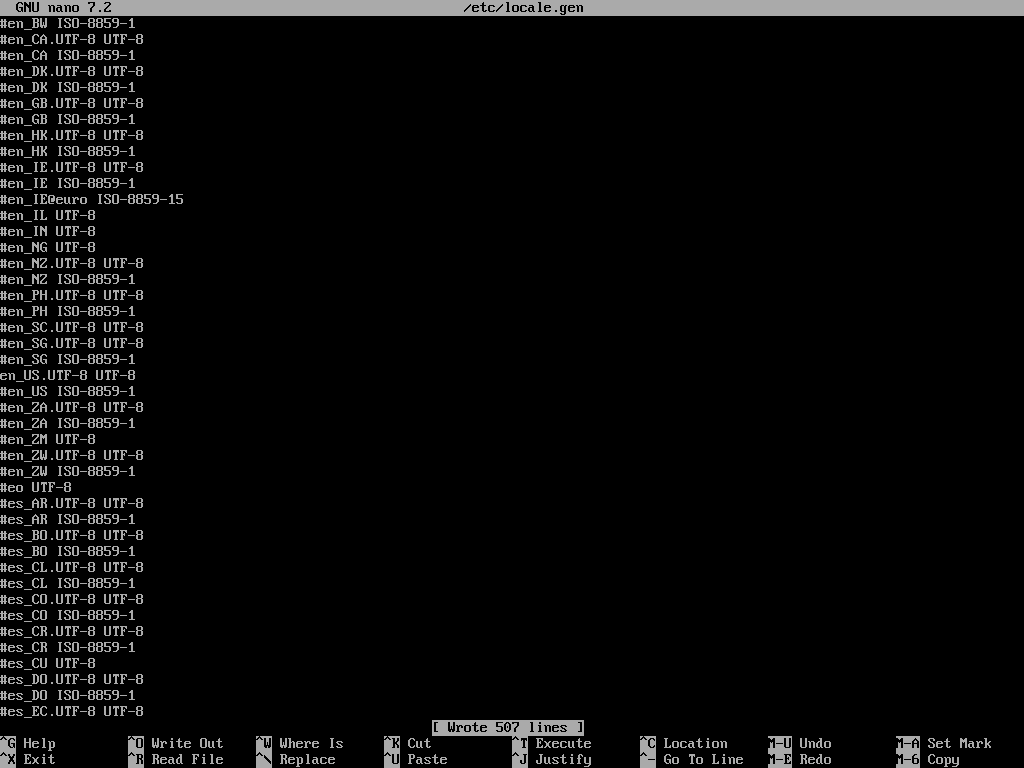 GNU nano 7.2 /etc/locale.gen
#en_BW ISO-8859-1
#en_CA.UTF-8 UTF-8
#en_CA ISO-8859-1
#en_DK.UTF-8 UTF-8
#en_DK ISO-8859-1
#en_GB.UTF-8 UTF-8
#en_GB ISO-8859-1
#en_HK.UTF-8 UTF-8
#en_HK ISO-8859-1
#en_IE.UTF-8 UTF-8
#en_IE ISO-8859-1
#en_IE@euro ISO-8859-15
#en_IL UTF-8
#en_IN UTF-8
#en_NG UTF-8
#en_NZ.UTF-8 UTF-8
#en_NZ ISO-8859-1
#en_PH.UTF-8 UTF-8
#en_PH ISO-8859-1
#en_SC.UTF-8 UTF-8
#en_SG.UTF-8 UTF-8
#en_SG ISO-8859-1
en_US.UTF-8 UTF-8
#en_US ISO-8859-1
#en_ZA.UTF-8 UTF-8
#en_ZA ISO-8859-1
#en_ZM UTF-8
#en_ZW.UTF-8 UTF-8
#en_ZW ISO-8859-1
#eo UTF-8
#es_AR.UTF-8 UTF-8
#es_AR ISO-8859-1
#es_BO.UTF-8 UTF-8
#es_BO ISO-8859-1
#es_CL.UTF-8 UTF-8
#es_CL ISO-8859-1
#es_CO.UTF-8 UTF-8
#es_CO ISO-8859-1
#es_CR.UTF-8 UTF-8
#es_CR ISO-8859-1
#es_CU UTF-8
#es_DO.UTF-8 UTF-8
#es_DO ISO-8859-1
#es_EC.UTF-8 UTF-8
[ Wrote 507 lines ]
^G Help ^O Write Out ^W Where Is ^K Cut ^T Execute ^C Location M-U Undo M-A Set Mark
^X Exit ^R Read File ^\ Replace ^U Paste ^J Justify ^- Go To Line M-E Redo M-6 Copy